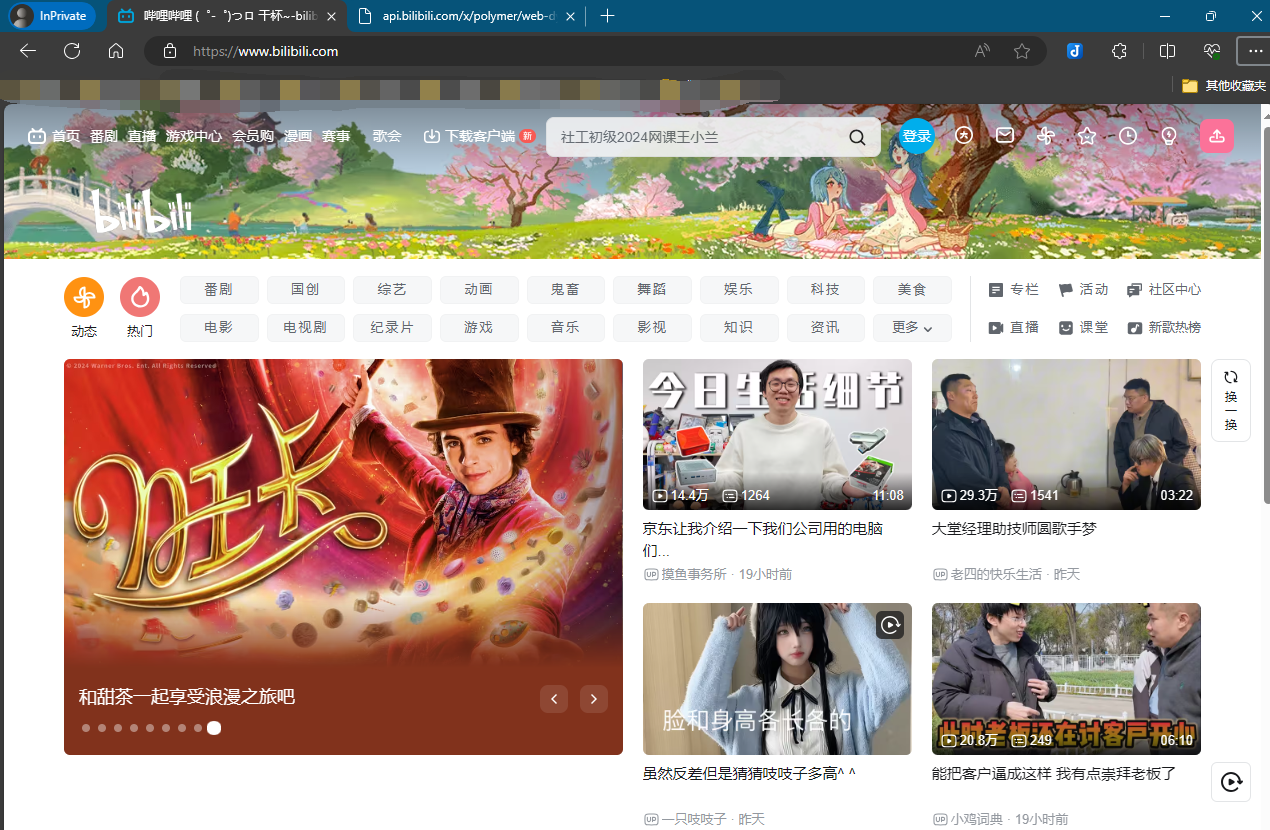 InPrivate
哔哩哔哩 (゜-゜)つロ 干杯~-bilib
api.bilibili.com/x/polymer/web-d
https://www.bilibili.com
其他收藏夹
首页 番剧 直播 游戏中心 会员购 漫画 赛事 歌会 下载客户端 新
社工初级2024网课王小兰
登录
bilibili
动态
热门
番剧 国创 综艺 动画 鬼畜 舞蹈 娱乐 科技 美食
电影 电视剧 纪录片 游戏 音乐 影视 知识 资讯 更多
专栏 活动 社区中心
直播 课堂 新歌热榜
© 2024 Warner Bros. Ent. All Rights Reserved
旺卡
和甜茶一起享受浪漫之旅吧
今日生活细节
14.4万 1264 11:08
京东让我介绍一下我们公司用的电脑
们...
UP 摸鱼事务所 · 19小时前
29.3万 1541 03:22
大堂经理助技师圆歌手梦
UP 老四的快乐生活 · 昨天
换一换
脸和身高各长各的
虽然反差但是猜猜吱吱子多高^ ^
UP 一只吱吱子 · 昨天
此时老板还在讨客户开心
20.8万 249 06:10
能把客户逼成这样 我有点崇拜老板了
UP 小鸡词典 · 19小时前